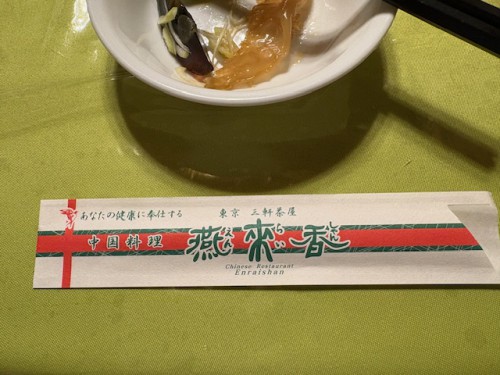 あなたの健康に奉仕する
東京 三軒茶屋
中国料理
燕来香
えんらいしゃん
Chinese Restaurant
Enraishan